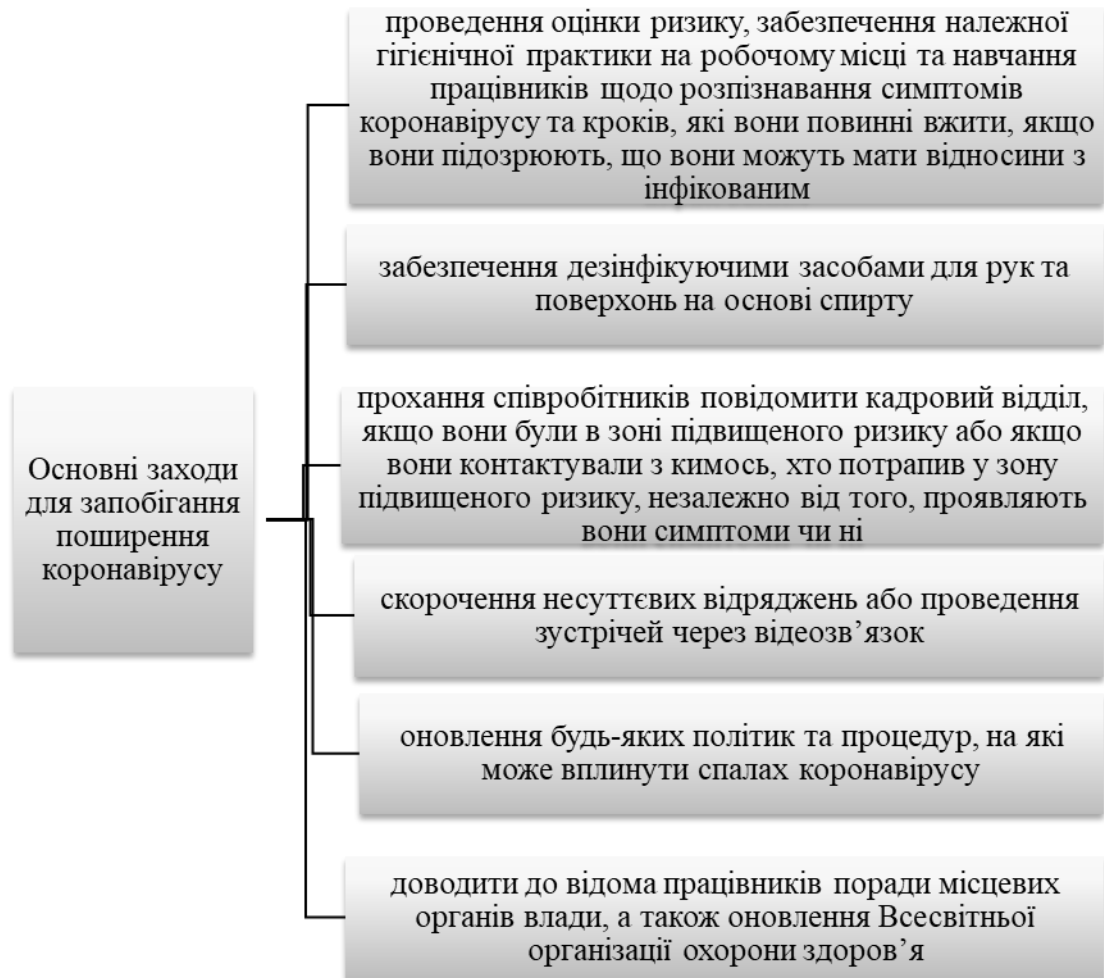 проведення оцінки ризику, забезпечення належної
гігієнічної практики на робочому місці та навчання
працівників щодо розпізнавання симптомів
коронавірусу та кроків, які вони повинні вжити, якщо
вони підозрюють, що вони можуть мати відносини з
інфікованим
забезпечення дезінфікуючими засобами для рук та
поверхонь на основі спирту
Основні заходи
для запобігання
поширення
коронавірусу
прохання співробітників повідомити кадровий відділ,
якщо вони були в зоні підвищеного ризику або якщо
вони контактували з кимось, хто потрапив у зону
підвищеного ризику, незалежно від того, проявляють
вони симптоми чи ні
скорочення несуттєвих відряджень або проведення
зустрічей через відеозв’язок
оновлення будь-яких політик та процедур, на які
може вплинути спалах коронавірусу
доводити до відома працівників поради місцевих
органів влади, а також оновлення Всесвітньої
організації охорони здоров’я